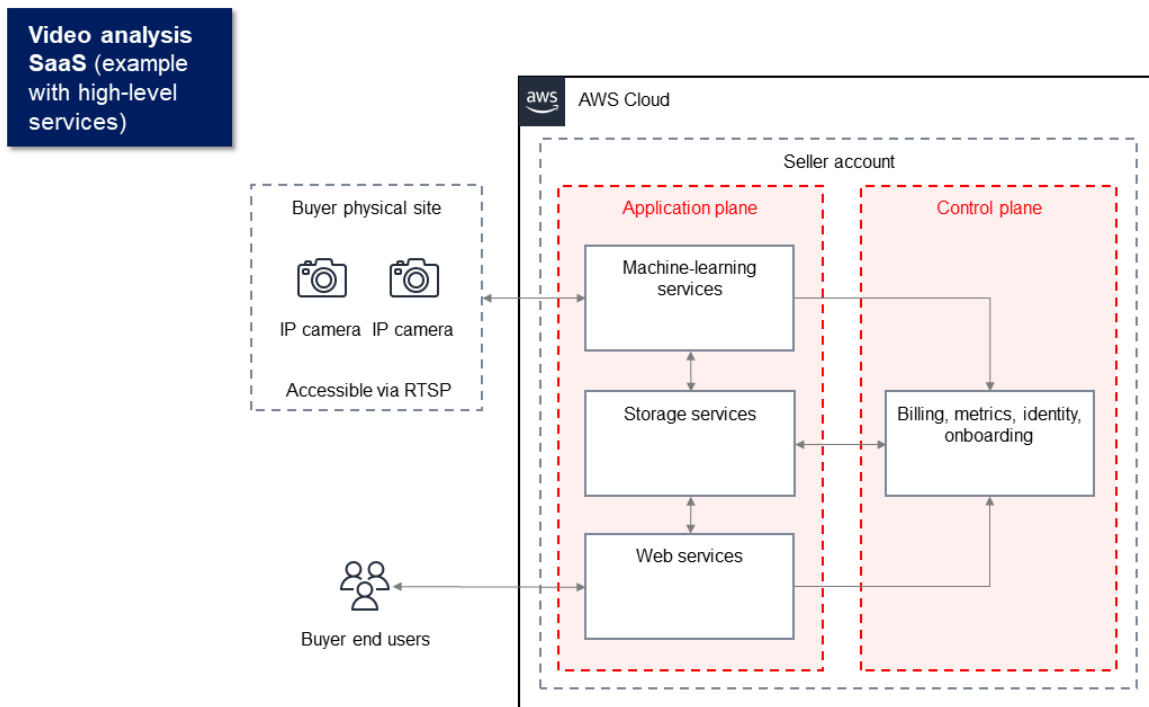 Video analysis
SaaS (example
with high-level
services)
aws
AWS Cloud
Seller account
Buyer physical site
IP camera
IP camera
Accessible via RTSP
Application plane
Control plane
Machine-learning
services
Storage services
Billing, metrics, identity,
onboarding
Web services
Buyer end users